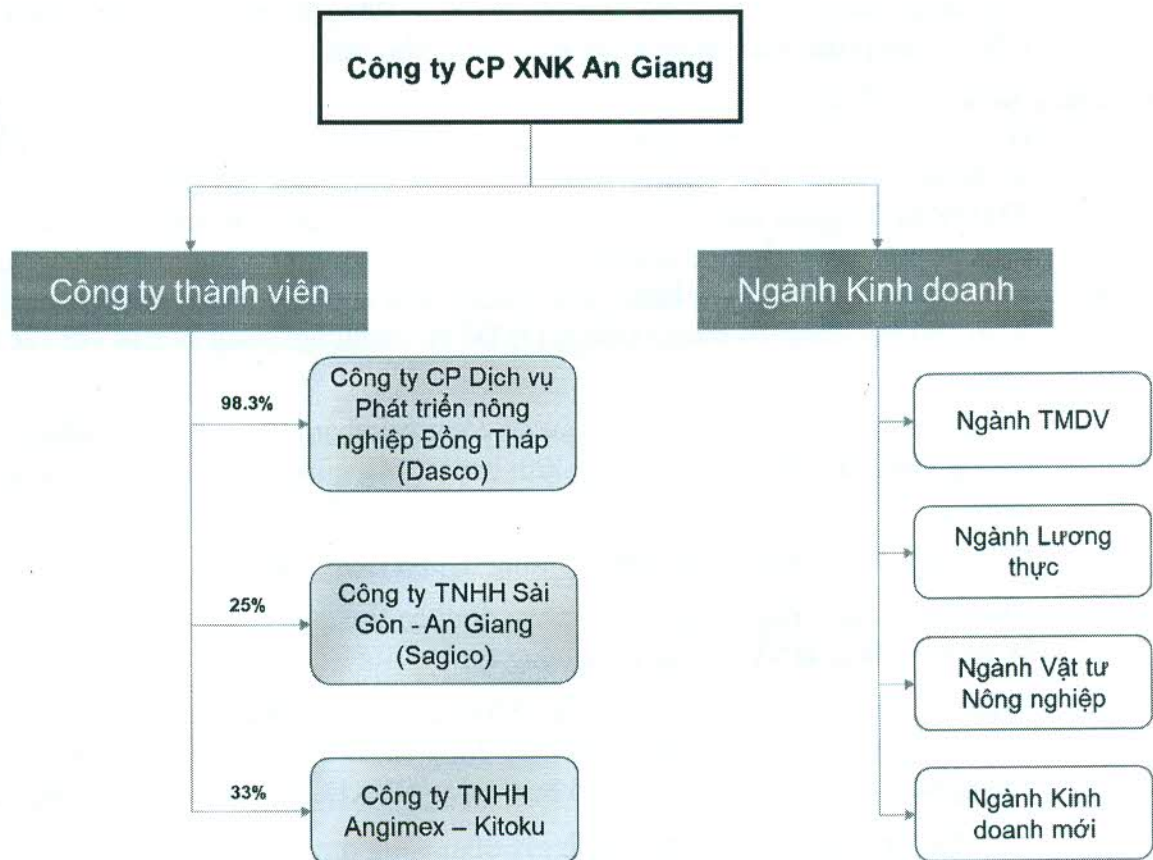 Công ty CP XNK An Giang
Công ty thành viên
98.3%
Công ty CP Dịch vụ
Phát triển nông
nghiệp Đồng Tháp
(Dasco)
25%
Công ty TNHH Sài
Gòn - An Giang
(Sagico)
33%
Công ty TNHH
Angimex – Kitoku
Ngành Kinh doanh
Ngành TMDV
Ngành Lương
thực
Ngành Vật tư
Nông nghiệp
Ngành Kinh
doanh mới